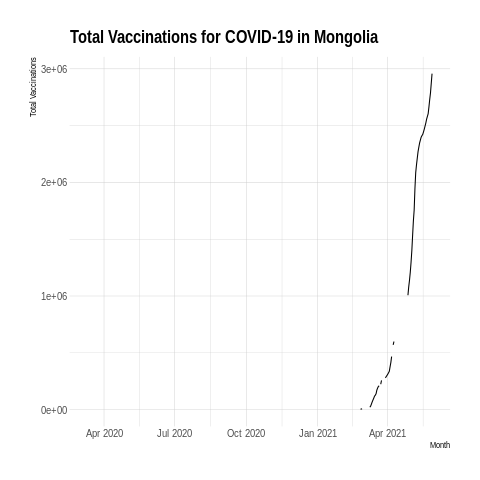 Total Vaccinations for COVID-19 in Mongolia
Total Vaccinations
3e+06
2e+06
1e+06
0e+00
Apr 2020 Jul 2020 Oct 2020 Jan 2021 Apr 2021
Month